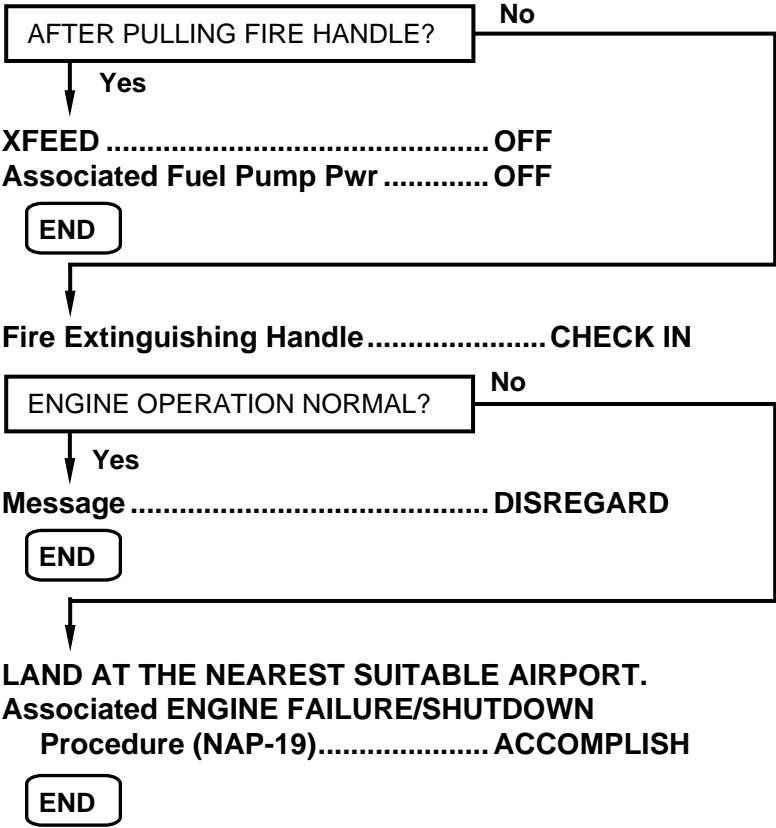 No
AFTER PULLING FIRE HANDLE?
Yes
XFEED ............................................... OFF
Associated Fuel Pump Pwr ............. OFF
END
Fire Extinguishing Handle ...................... CHECK IN
No
ENGINE OPERATION NORMAL?
Yes
Message ............................................ DISREGARD
END
LAND AT THE NEAREST SUITABLE AIRPORT.
Associated ENGINE FAILURE/SHUTDOWN
Procedure (NAP-19)..................... ACCOMPLISH
END